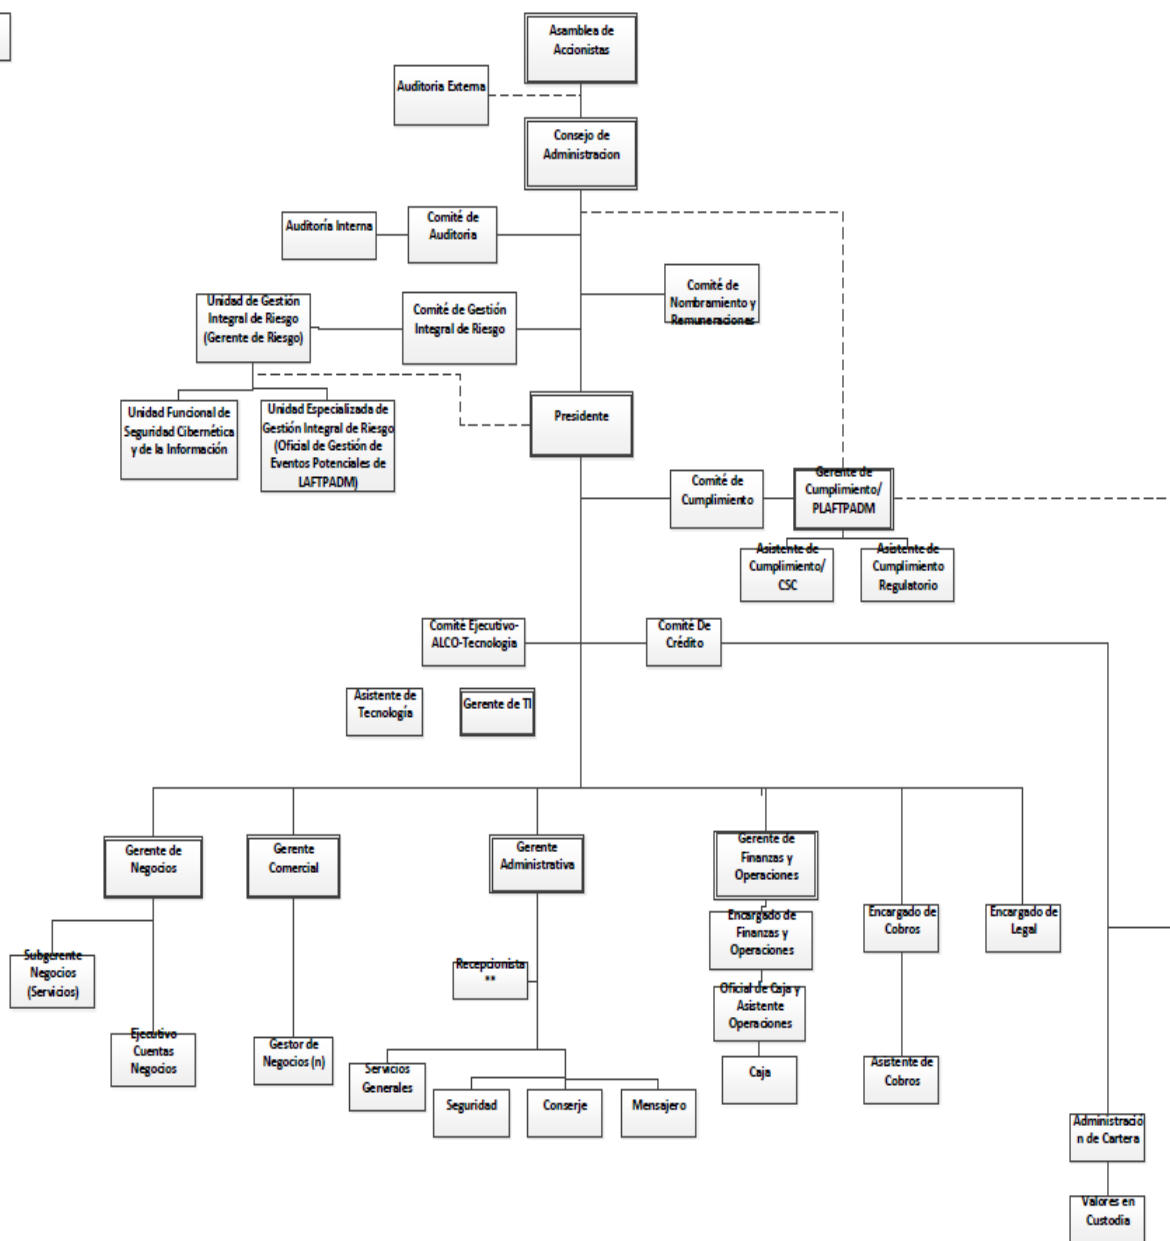 Asamblea de
Accionistas
Auditoria Externa
Consejo de
Administracion
Auditoría Interna
Comité de
Auditoria
Comité de
Nombramiento y
Remuneraciones
Unidad de Gestión
Integral de Riesgo
(Gerente de Riesgo)
Comité de Gestión
Integral de Riesgo
Unidad Funcional de
Seguridad Cibernética
y de la Información
Unidad Especializada de
Gestión Integral de Riesgo
(Oficial de Gestión de
Eventos Potenciales de
LAFTPADM)
Presidente
Comité de
Cumplimiento
Gerente de
Cumplimiento/
PLAFTPADM
Asistente de
Cumplimiento/
CSC
Asistente de
Cumplimiento
Regulatorio
Comité Ejecutivo-
ALCO-Tecnologia
Comité De
Crédito
Asistente de
Tecnología
Gerente de TI
Gerente de
Negocios
Gerente
Comercial
Gerente
Administrativa
Gerente de
Finanzas y
Operaciones
Encargado de
Finanzas y
Operaciones
Encargado de
Cobros
Encargado de
Legal
Subgerente
Negocios
(Servicios)
Recepcionista
**
Oficial de Caja y
Asistente
Operaciones
Ejecutivo
Cuentas
Negocios
Gestor de
Negocios (n)
Servicios
Generales
Caja
Asistente de
Cobros
Seguridad
Conserje
Mensajero
Administració
n de Cartera
Valores en
Custodia